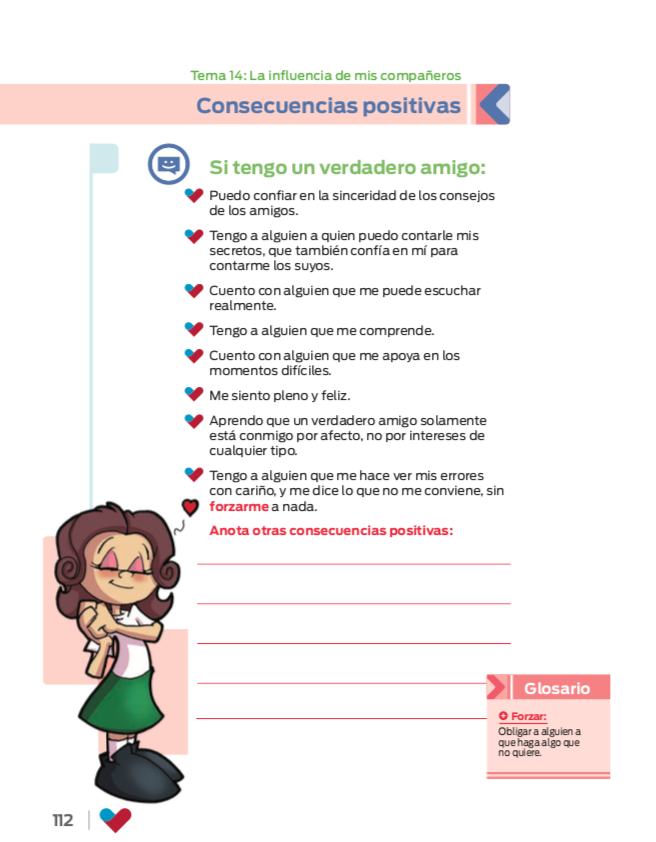 Tema 14: La influencia de mis compañeros
Consecuencias positivas
Si tengo un verdadero amigo:
Puedo confiar en la sinceridad de los consejos
de los amigos.
Tengo a alguien a quien puedo contarle mis
secretos, que también confía en mí para
contarme los suyos.
Cuento con alguien que me puede escuchar
realmente.
Tengo a alguien que me comprende.
Cuento con alguien que me apoya en los
momentos difíciles.
Me siento pleno y feliz.
Aprendo que un verdadero amigo solamente
está conmigo por afecto, no por intereses de
cualquier tipo.
Tengo a alguien que me hace ver mis errores
con cariño, y me dice lo que no me conviene, sin
forzarme a nada.
Anota otras consecuencias positivas:
Glosario
Forzar:
Obligar a alguien a
que haga algo que
no quiere.
112